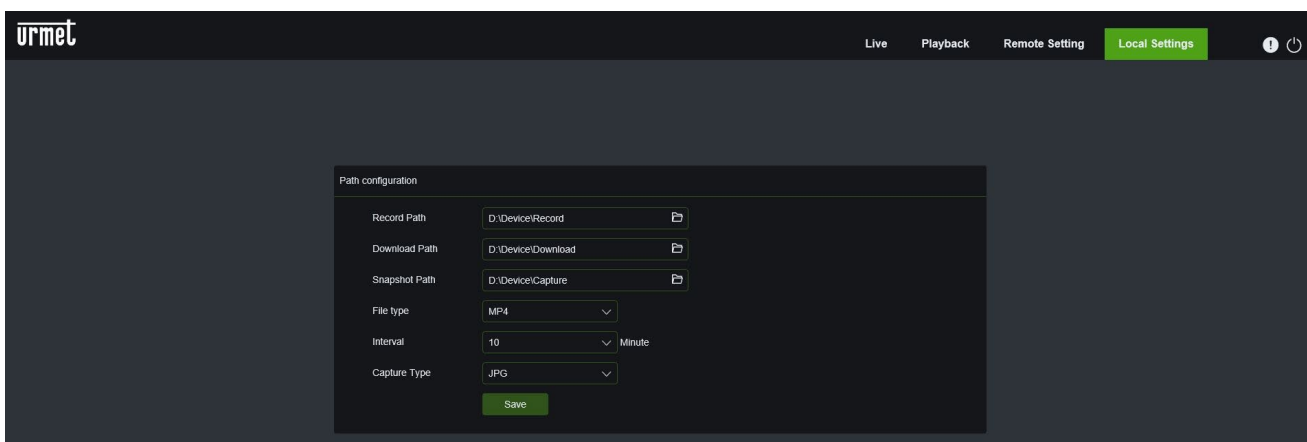 urmet
Live Playback Remote Setting Local Settings
Path configuration
Record Path D:\Device\Record
Download Path D:\Device\Download
Snapshot Path D:\Device\Capture
File type MP4
Interval 10 Minute
Capture Type JPG
Save